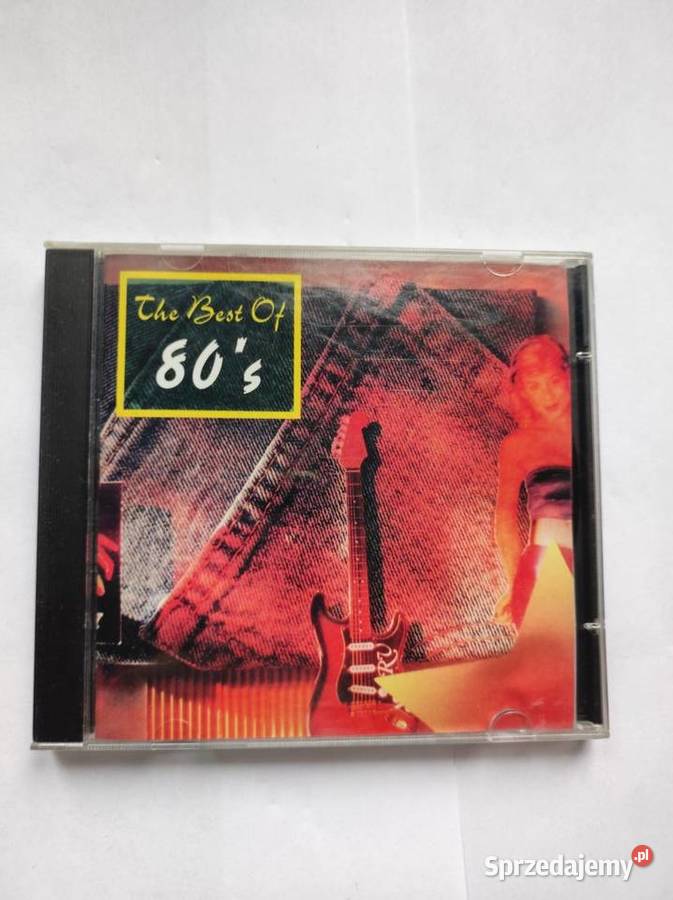 The Best Of
80's
Sprzedajemy.pl